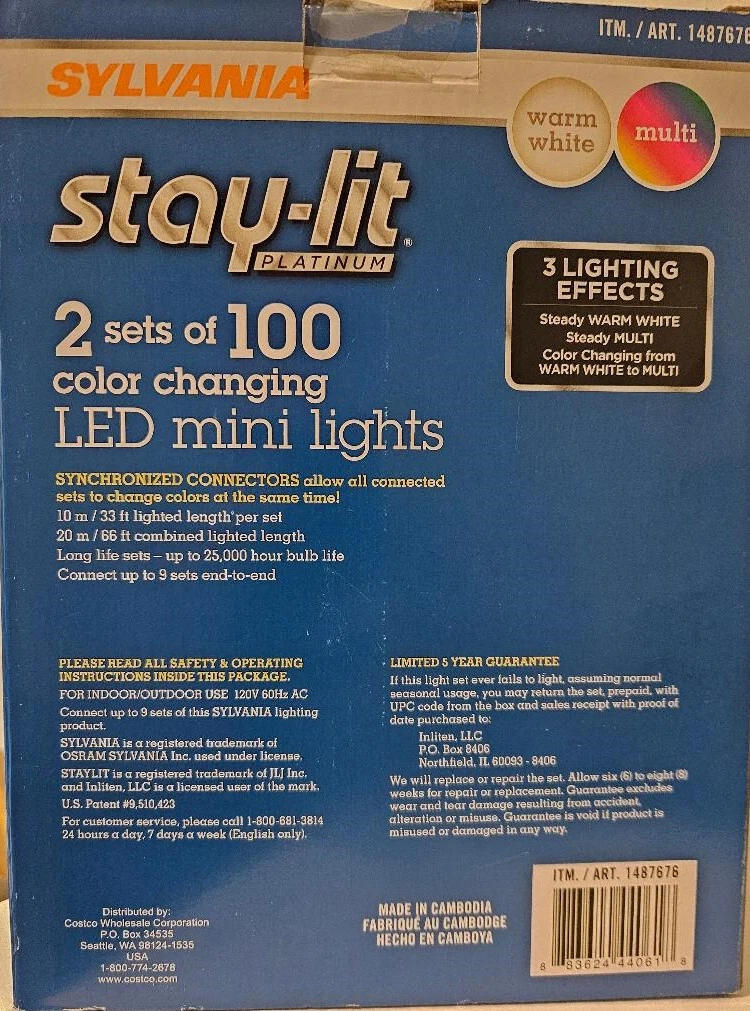 ITM. / ART. 1487676
SYLVANIA
warm
white
multi
stay-lit®
PLATINUM
3 LIGHTING
EFFECTS
Steady WARM WHITE
Steady MULTI
Color Changing from
WARM WHITE to MULTI
2 sets of 100
color changing
LED mini lights
SYNCHRONIZED CONNECTORS allow all connected
sets to change colors at the same time!
10 m / 33 ft lighted length* per set
20 m / 66 ft combined lighted length
Long life sets – up to 25,000 hour bulb life
Connect up to 9 sets end-to-end
PLEASE READ ALL SAFETY & OPERATING
INSTRUCTIONS INSIDE THIS PACKAGE.
FOR INDOOR/OUTDOOR USE 120V 60Hz AC
Connect up to 9 sets of this SYLVANIA lighting
product.
SYLVANIA is a registered trademark of
OSRAM SYLVANIA Inc. used under license.
STAYLIT is a registered trademark of JLJ Inc.
and Inliten, LLC is a licensed user of the mark.
U.S. Patent #9,510,423
For customer service, please call 1-800-681-3814
24 hours a day, 7 days a week (English only).
LIMITED 5 YEAR GUARANTEE
If this light set ever fails to light, assuming normal
seasonal usage, you may return the set, prepaid, with
UPC code from the box and sales receipt with proof of
date purchased to:
Inliten, LLC
P.O. Box 8406
Northfield, IL 60093 - 8406
We will replace or repair the set. Allow six (6) to eight (8)
weeks for repair or replacement. Guarantee excludes
wear and tear damage resulting from accident,
alteration or misuse. Guarantee is void if product is
misused or damaged in any way.
Distributed by:
Costco Wholesale Corporation
P.O. Box 34535
Seattle, WA 98124-1535
USA
1-800-774-2678
www.costco.com
MADE IN CAMBODIA
FABRIQUÉ AU CAMBODGE
HECHO EN CAMBOYA
ITM. / ART. 1487676
8 83624 44061 8